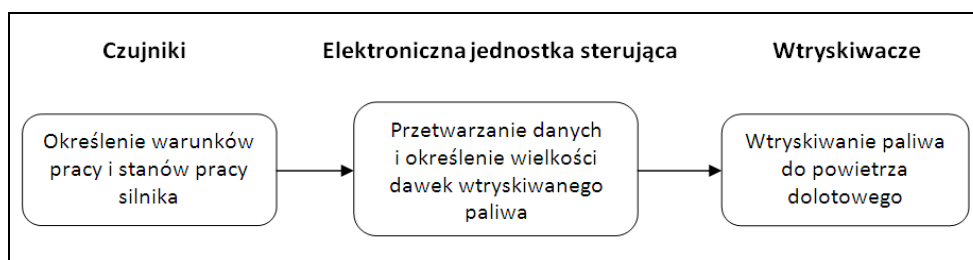 Czujniki
Elektroniczna jednostka sterująca
Wtryskiwacze
Określenie warunków
pracy i stanów pracy
silnika
Przetwarzanie danych
i określenie wielkości
dawek wtryskiwanego
paliwa
Wtryskiwanie paliwa
do powietrza
dolotowego